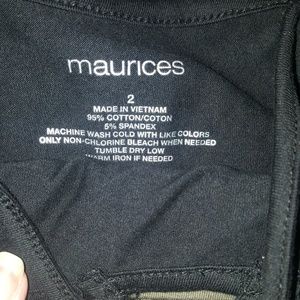 maurices
2
MADE IN VIETNAM
95% COTTON/COTON
5% SPANDEX
MACHINE WASH COLD WITH LIKE COLORS
ONLY NON-CHLORINE BLEACH WHEN NEEDED
TUMBLE DRY LOW
WARM IRON IF NEEDED